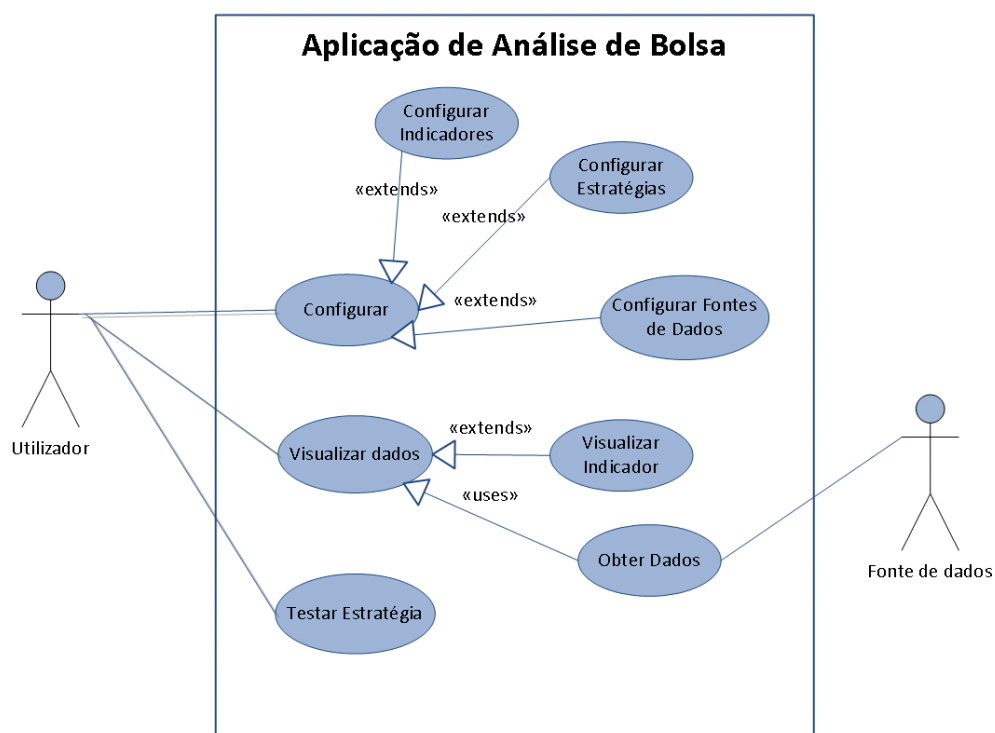 Aplicação de Análise de Bolsa
Configurar
Indicadores
Configurar
Estratégias
«extends»
«extends»
«extends»
Configurar
Configurar Fontes
de Dados
Utilizador
Visualizar dados
«extends»
Visualizar
Indicador
«uses»
Obter Dados
Fonte de dados
Testar Estratégia